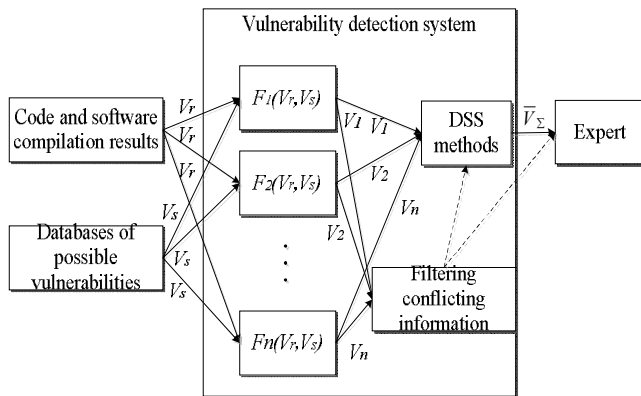 Vulnerability detection system
Code and software
compilation results
Databases of
possible
vulnerabilities
Vr
Vr
Vr
Vs
Vs
Vs
F1(Vr,Vs)
F2(Vr,Vs)
Fn(Vr,Vs)
V1
V1
V2
V2
Vn
Vn
DSS
methods
Filtering
conflicting
information
V̅Σ
Expert